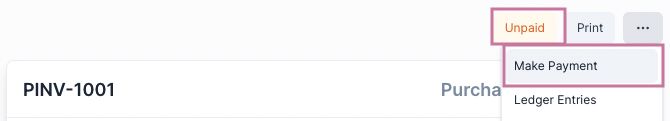 Unpaid Print ...
Make Payment
PINV-1001 Purcha
Ledger Entries